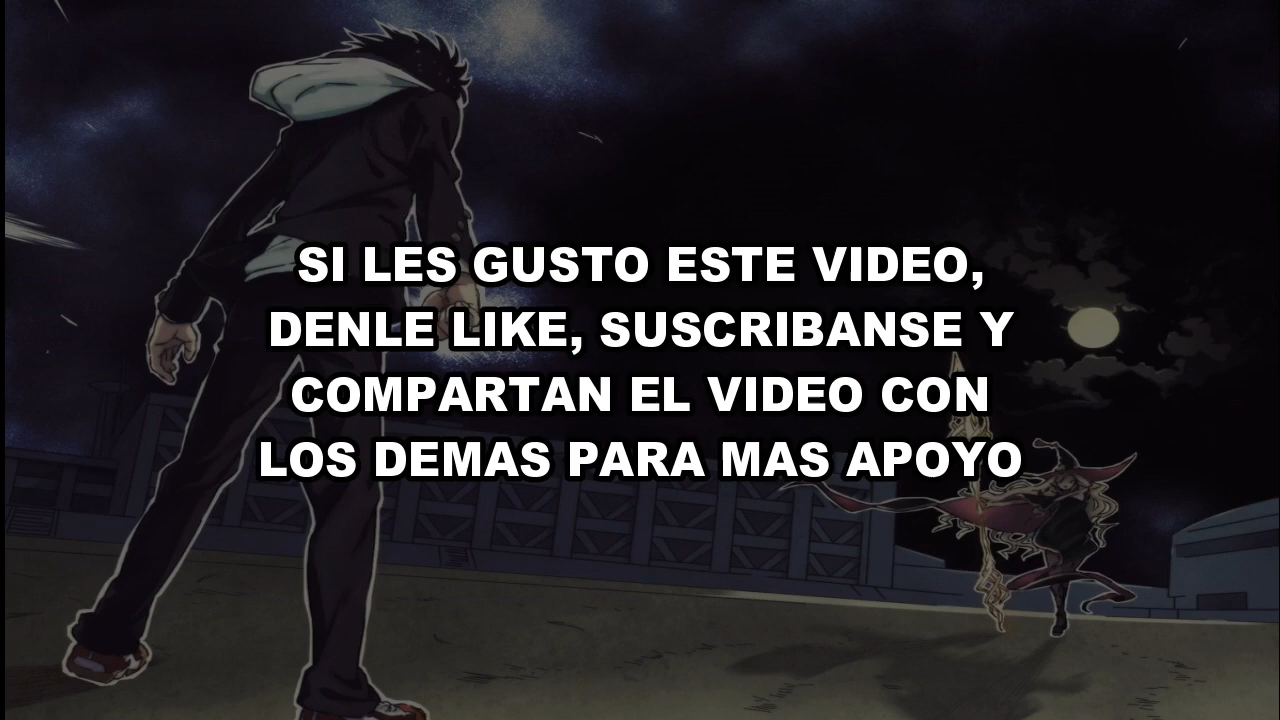 SI LES GUSTO ESTE VIDEO,
DENLE LIKE, SUSCRIBANSE Y
COMPARTAN EL VIDEO CON
LOS DEMAS PARA MAS APOYO